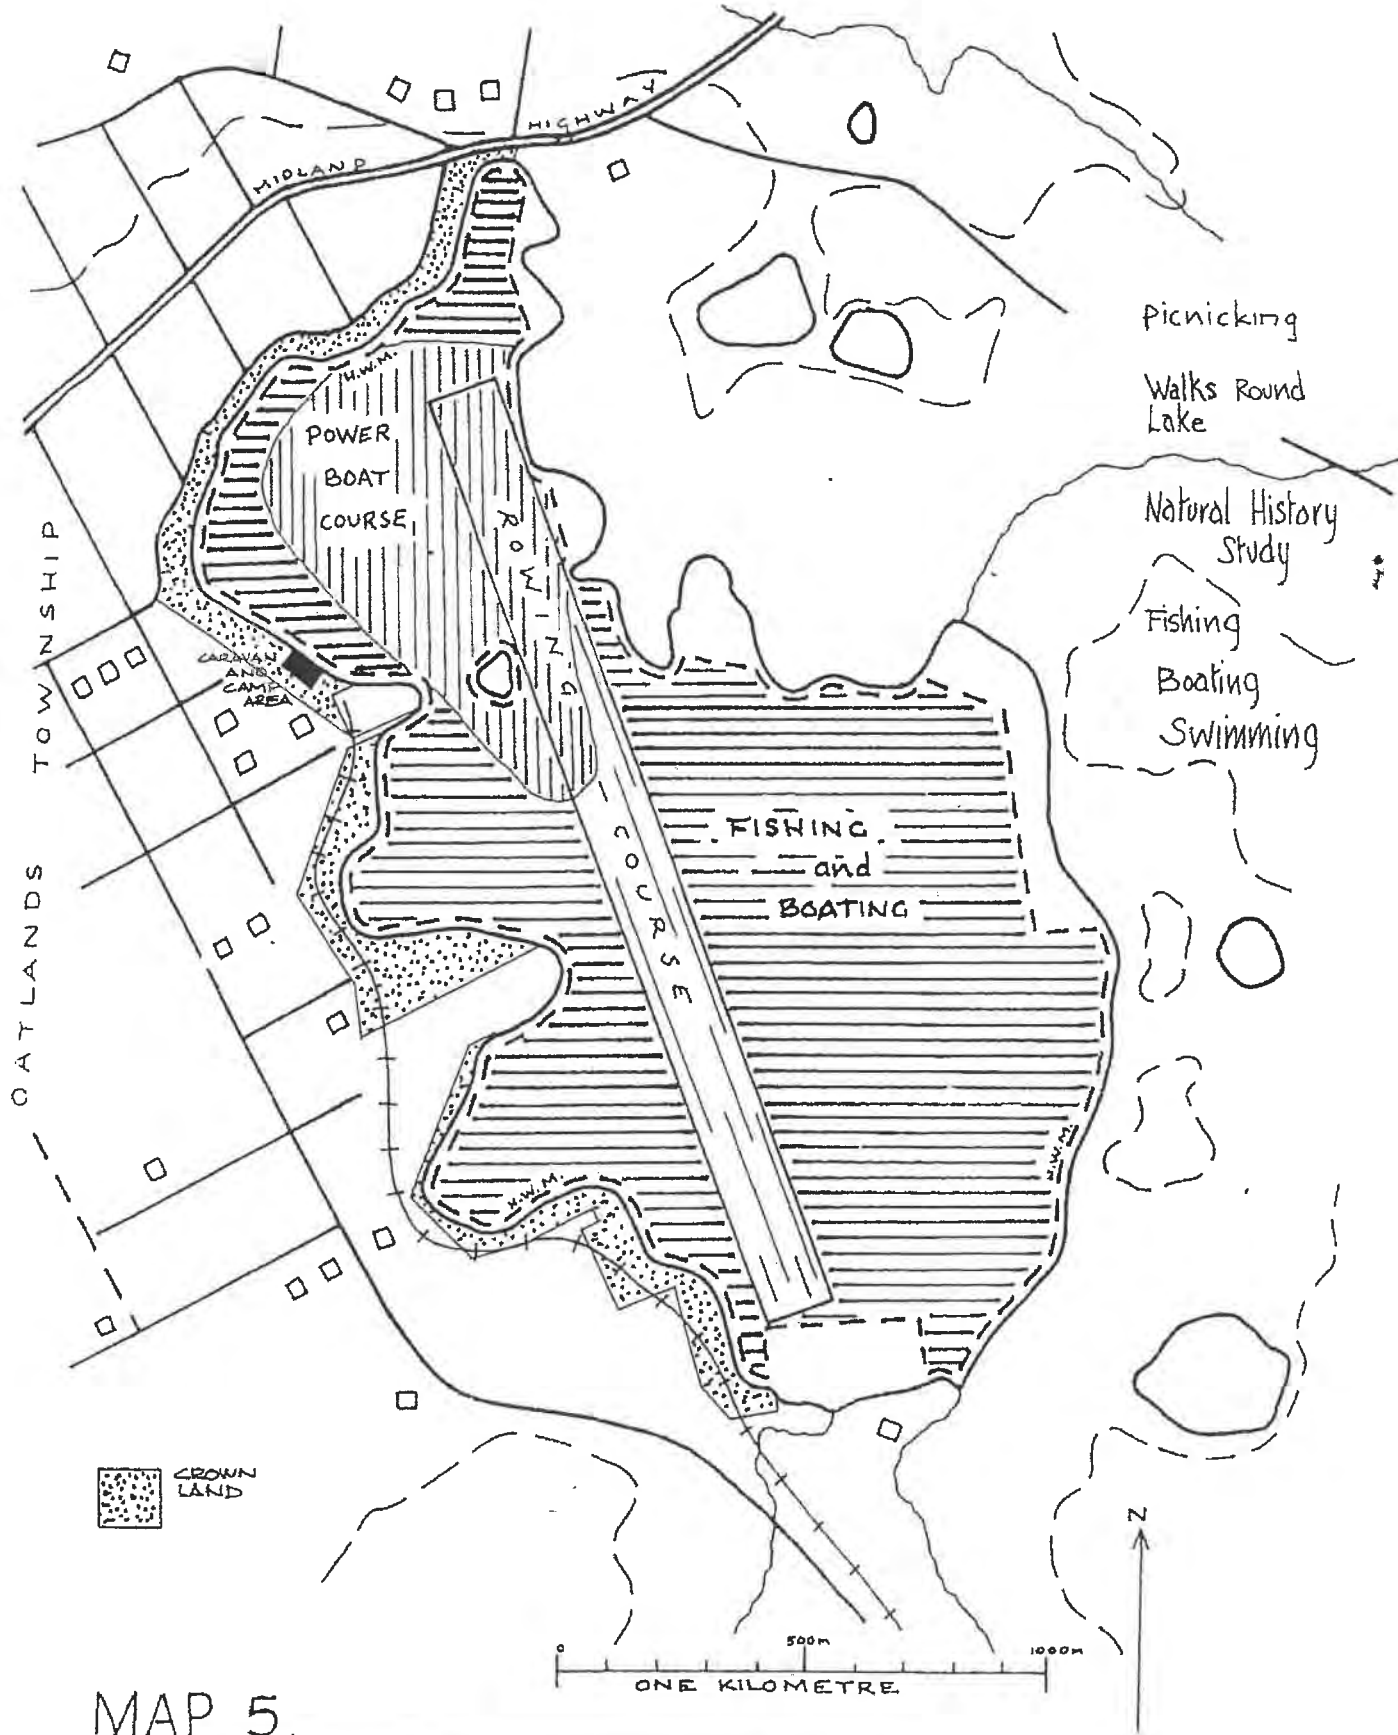 MIDLAND HIGHWAY
H.W.M.
POWER
BOAT
COURSE
ROWING COURSE
Picnicking
Walks Round
Lake
Natural History
Study
Fishing
Boating
Swimming
OATLANDS TOWNSHIP
CARAVAN
AND
CAMP
AREA
FISHING
and
BOATING
H.W.M.
H.W.M.
CROWN
LAND
N
0 500m 1000m
ONE KILOMETRE
MAP 5.